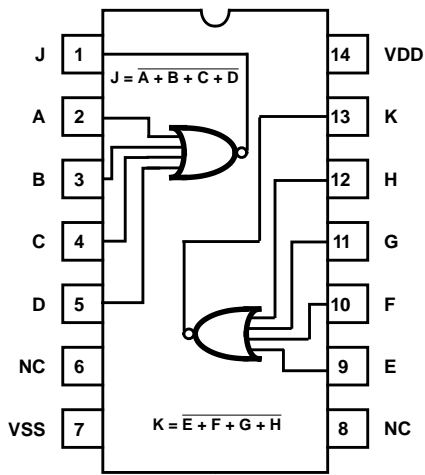 J 1 14 VDD
J = A + B + C + D
A 2 13 K
B 3 12 H
C 4 11 G
D 5 10 F
NC 6 9 E
VSS 7 8 NC
K = E + F + G + H